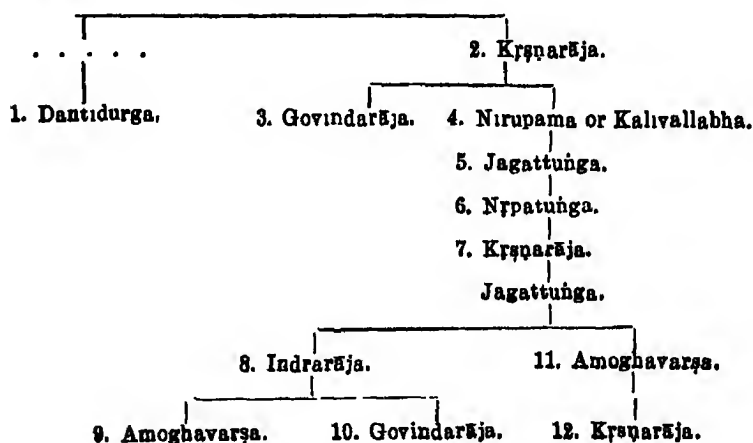 . . . . . 2. Kṛṣṇarāja.
1. Dantidurga. 3. Govindarāja. 4. Nirupama or Kalivallabha.
5. Jagattuṅga.
6. Nṛpatuṅga.
7. Kṛṣṇarāja.
Jagattuṅga.
8. Indrarāja. 11. Amoghavarṣa.
9. Amoghavarṣa. 10. Govindarāja. 12. Kṛṣṇarāja.